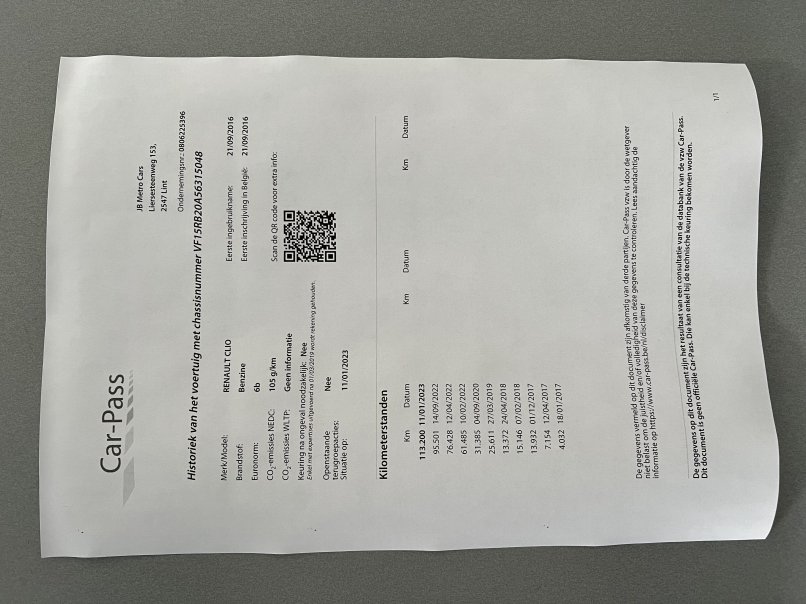 Car-Pass
JB Metro Cars
Liersesteenweg 153,
2547 Lint
Ondernemingsnr.: 0806225396
Historiek van het voertuig met chassisnummer VF15RB20A56315048
Merk/Model: RENAULT CLIO
Brandstof: Benzine
Euronorm: 6b
CO2-emissies NEDC: 105 g/km
CO2-emissies WLTP: Geen informatie
Keuring na ongeval noodzakelijk: Nee
Enkel met expertises uitgevoerd na 01/03/2019 wordt rekening gehouden.
Openstaande Nee
terugroepacties:
Situatie op: 11/01/2023
Eerste ingebruikname: 21/09/2016
Eerste inschrijving in België: 21/09/2016
Scan de QR code voor extra info:
Kilometerstanden
Km Datum Km Datum Km Datum
113.200 11/01/2023
95.501 14/09/2022
76.428 12/04/2022
61.485 10/02/2022
31.385 04/09/2020
25.611 27/03/2019
13.372 24/04/2018
15.146 07/02/2018
13.932 01/12/2017
7.154 12/04/2017
4.032 18/01/2017
De gegevens vermeld op dit document zijn afkomstig van derde partijen. Car-Pass vzw is door de wetgever
niet belast om de juistheid en/of volledigheid van deze gegevens te controleren. Lees aandachtig de
informatie op https://www.car-pass.be/nl/disclaimer
De gegevens op dit document zijn het resultaat van een consultatie van de databank van de vzw Car-Pass.
Dit document is geen officiële Car-Pass. Die kan enkel bij de technische keuring bekomen worden.
1/1